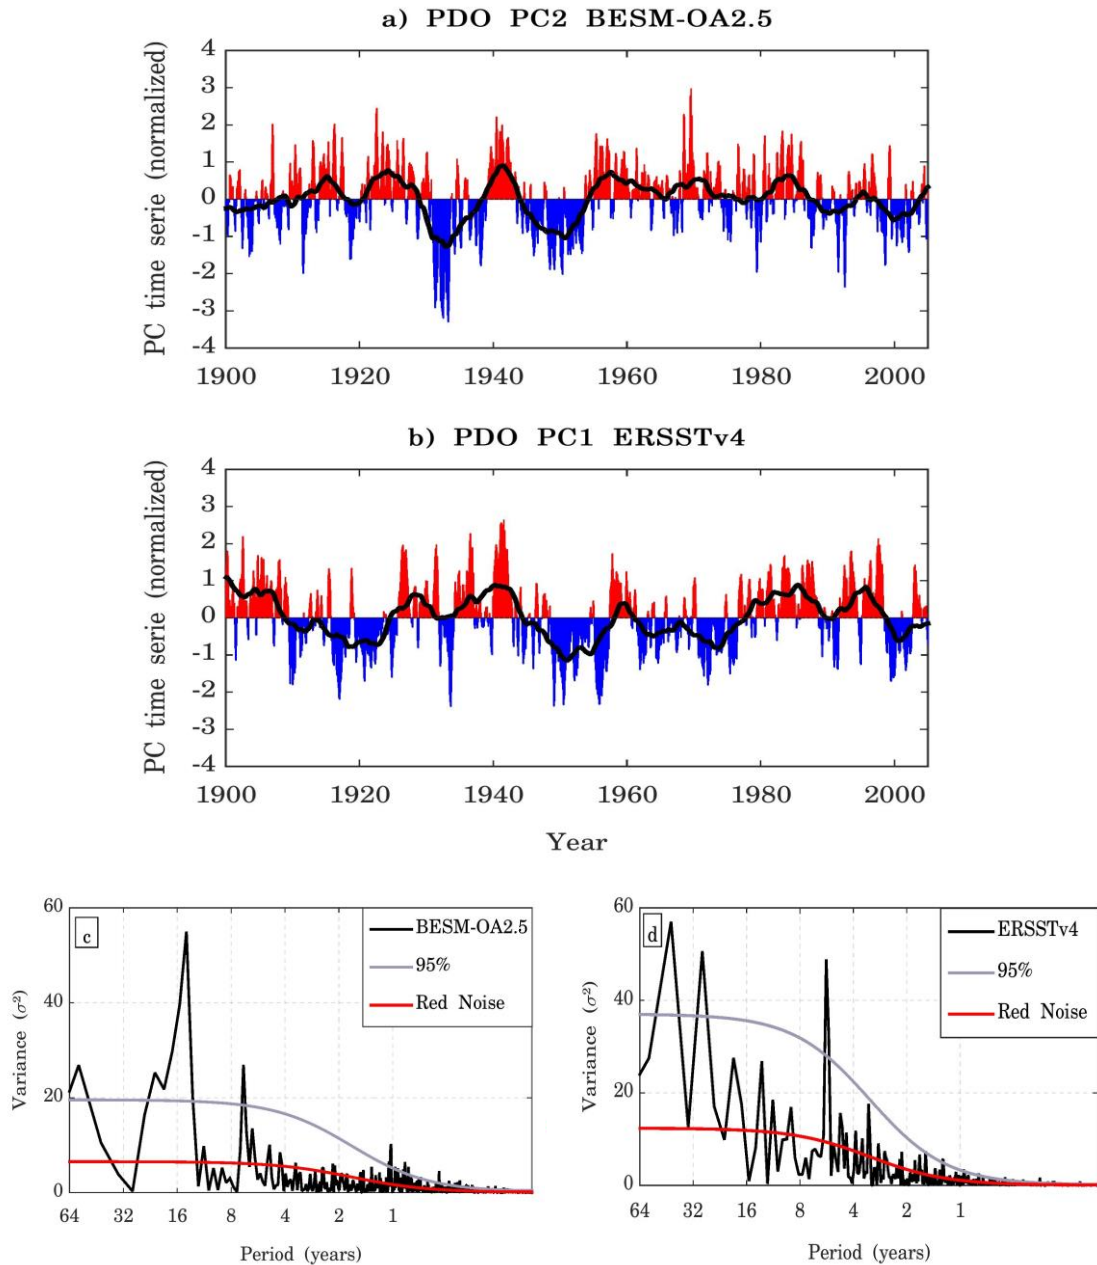 a) PDO PC2 BESM-OA2.5
PC time serie (normalized)
4
3
2
1
0
-1
-2
-3
-4
1900 1920 1940 1960 1980 2000
b) PDO PC1 ERSSTv4
PC time serie (normalized)
4
3
2
1
0
-1
-2
-3
-4
1900 1920 1940 1960 1980 2000
Year
c
BESM-OA2.5
95%
Red Noise
Variance (σ²)
60
40
20
0
64 32 16 8 4 2 1
Period (years)
d
ERSSTv4
95%
Red Noise
Variance (σ²)
60
40
20
0
64 32 16 8 4 2 1
Period (years)